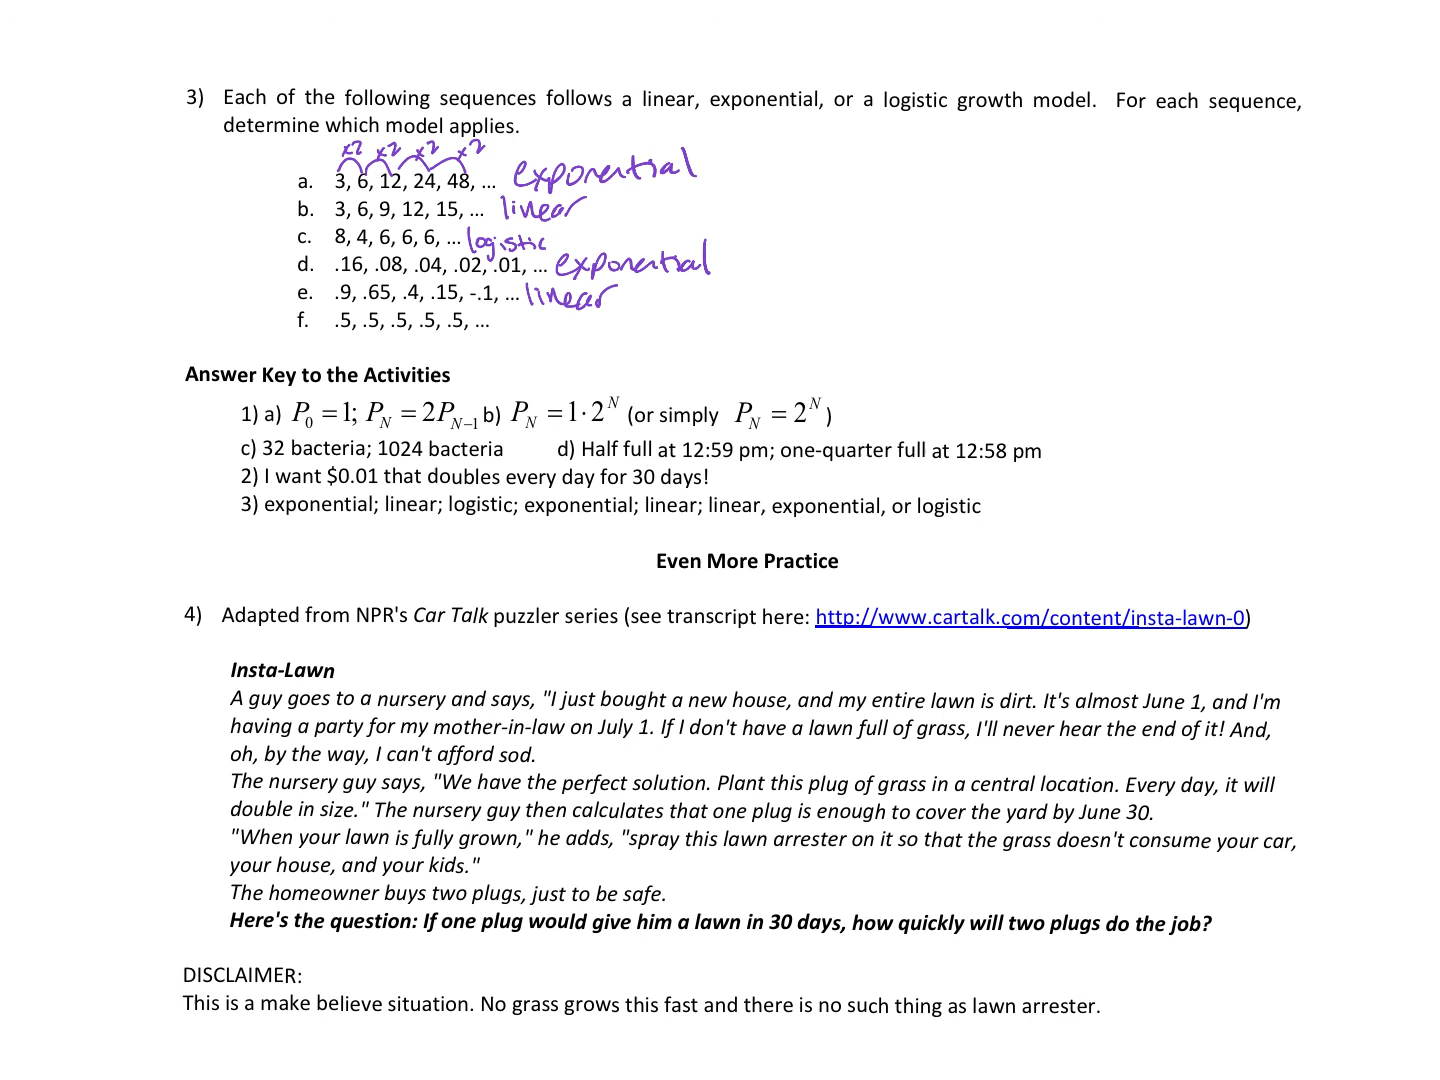 3) Each of the following sequences follows a linear, exponential, or a logistic growth model. For each sequence,
determine which model applies.
x2 x2 x2 x2
a. 3, 6, 12, 24, 48, ... exponential
b. 3, 6, 9, 12, 15, ... linear
c. 8, 4, 6, 6, 6, ... logistic
d. .16, .08, .04, .02, .01, ... exponential
e. .9, .65, .4, .15, -.1, ... linear
f. .5, .5, .5, .5, .5, ...
Answer Key to the Activities
1) a) P₀ = 1; P_N = 2P_{N−1} b) P_N = 1·2^N (or simply P_N = 2^N)
c) 32 bacteria; 1024 bacteria d) Half full at 12:59 pm; one-quarter full at 12:58 pm
2) I want $0.01 that doubles every day for 30 days!
3) exponential; linear; logistic; exponential; linear; linear, exponential, or logistic
Even More Practice
4) Adapted from NPR's Car Talk puzzler series (see transcript here: http://www.cartalk.com/content/insta-lawn-0)
Insta-Lawn
A guy goes to a nursery and says, "I just bought a new house, and my entire lawn is dirt. It's almost June 1, and I'm
having a party for my mother-in-law on July 1. If I don't have a lawn full of grass, I'll never hear the end of it! And,
oh, by the way, I can't afford sod.
The nursery guy says, "We have the perfect solution. Plant this plug of grass in a central location. Every day, it will
double in size." The nursery guy then calculates that one plug is enough to cover the yard by June 30.
"When your lawn is fully grown," he adds, "spray this lawn arrester on it so that the grass doesn't consume your car,
your house, and your kids."
The homeowner buys two plugs, just to be safe.
Here's the question: If one plug would give him a lawn in 30 days, how quickly will two plugs do the job?
DISCLAIMER:
This is a make believe situation. No grass grows this fast and there is no such thing as lawn arrester.